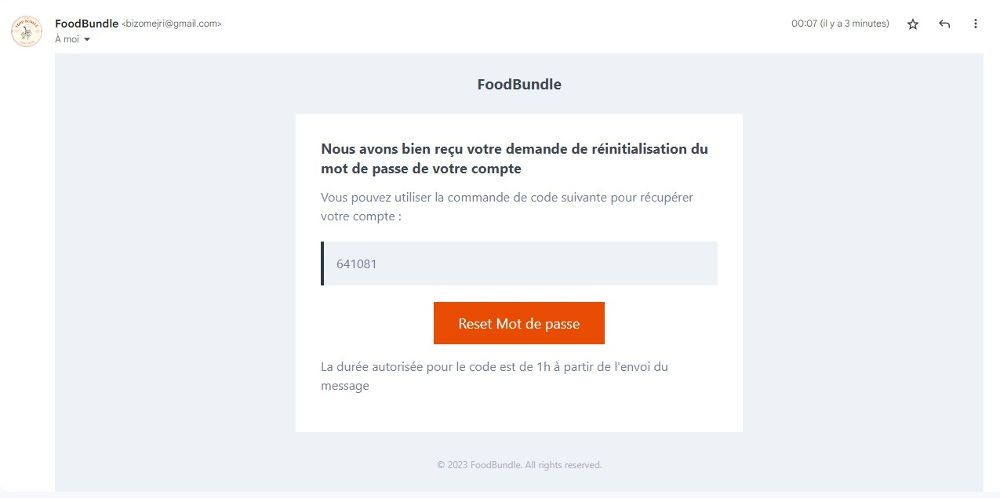 FoodBundle <bizomejri@gmail.com>
00:07 (il y a 3 minutes)
À moi
FOOD BUNDLE
FoodBundle
Nous avons bien reçu votre demande de réinitialisation du
mot de passe de votre compte
Vous pouvez utiliser la commande de code suivante pour récupérer
votre compte :
641081
Reset Mot de passe
La durée autorisée pour le code est de 1h à partir de l'envoi du
message
© 2023 FoodBundle. All rights reserved.